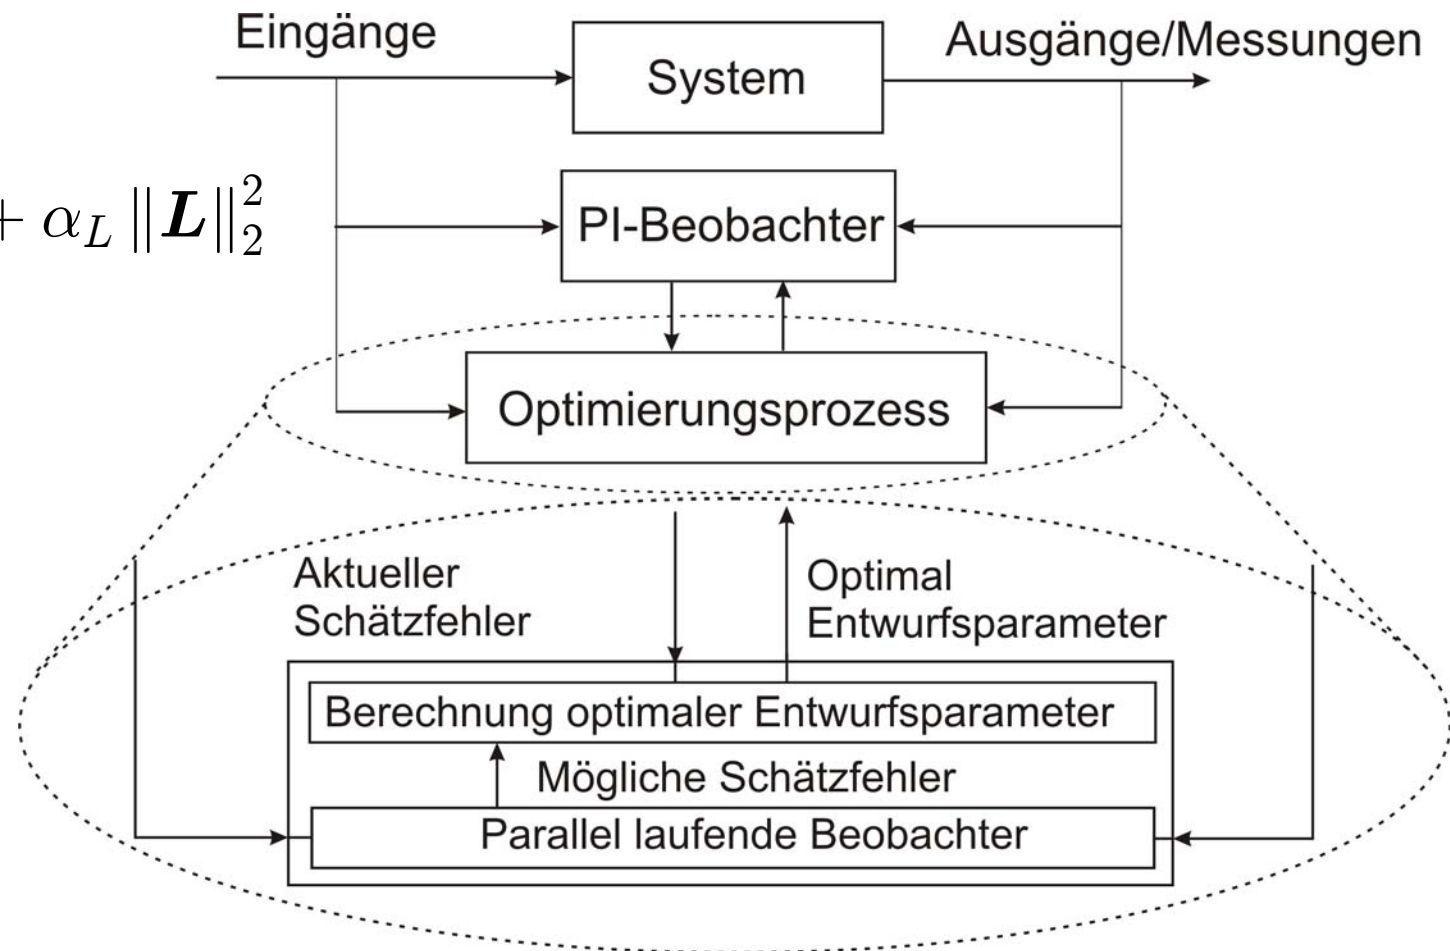 Eingänge
System
Ausgänge/Messungen
+ α_L ‖L‖₂²
PI-Beobachter
Optimierungsprozess
Aktueller
Schätzfehler
Optimal
Entwurfsparameter
Berechnung optimaler Entwurfsparameter
Mögliche Schätzfehler
Parallel laufende Beobachter